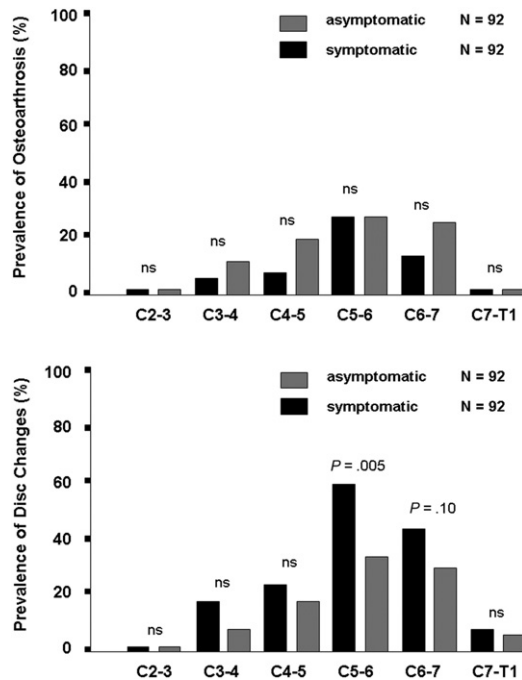 Prevalence of Osteoarthrosis (%)
100
80
60
40
20
0
asymptomatic N = 92
symptomatic N = 92
ns
ns
ns
ns
ns
ns
C2-3 C3-4 C4-5 C5-6 C6-7 C7-T1
Prevalence of Disc Changes (%)
100
80
60
40
20
0
asymptomatic N = 92
symptomatic N = 92
P = .005
P = .10
ns
ns
ns
ns
C2-3 C3-4 C4-5 C5-6 C6-7 C7-T1